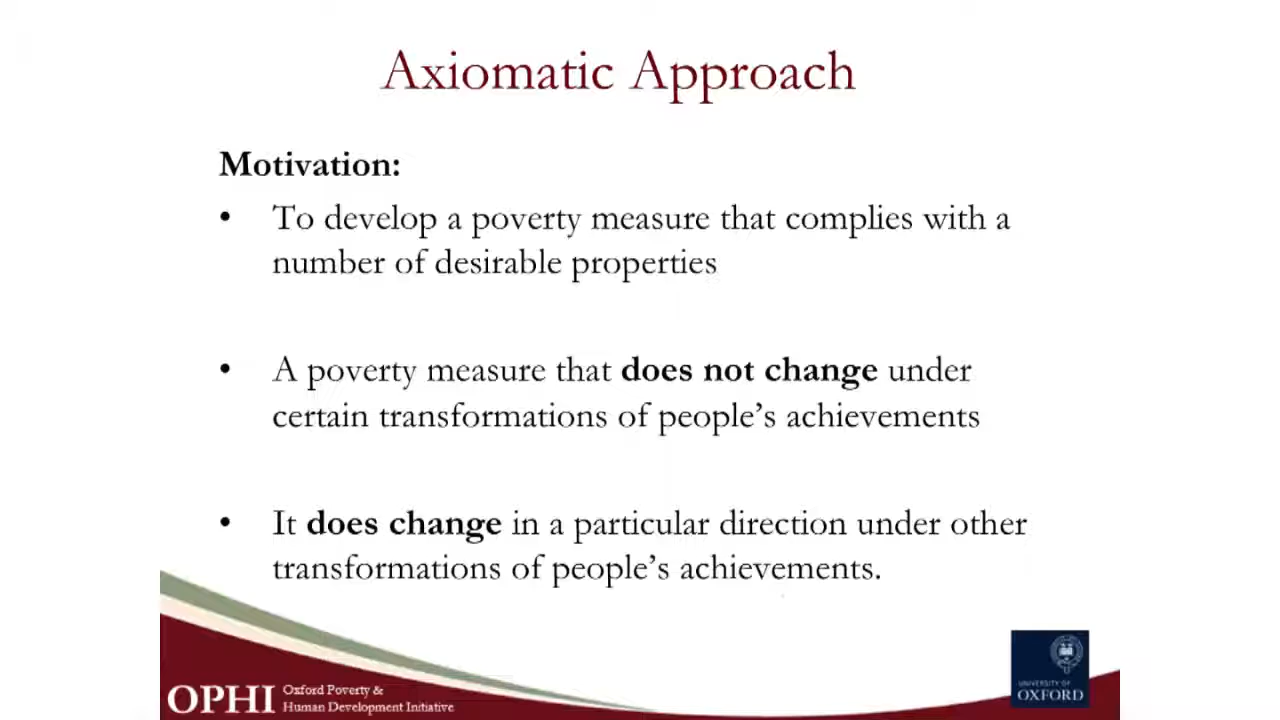 Axiomatic Approach
Motivation:
• To develop a poverty measure that complies with a
number of desirable properties
• A poverty measure that does not change under
certain transformations of people’s achievements
• It does change in a particular direction under other
transformations of people’s achievements.
OPHI
Oxford Poverty &
Human Development Initiative
UNIVERSITY OF
OXFORD